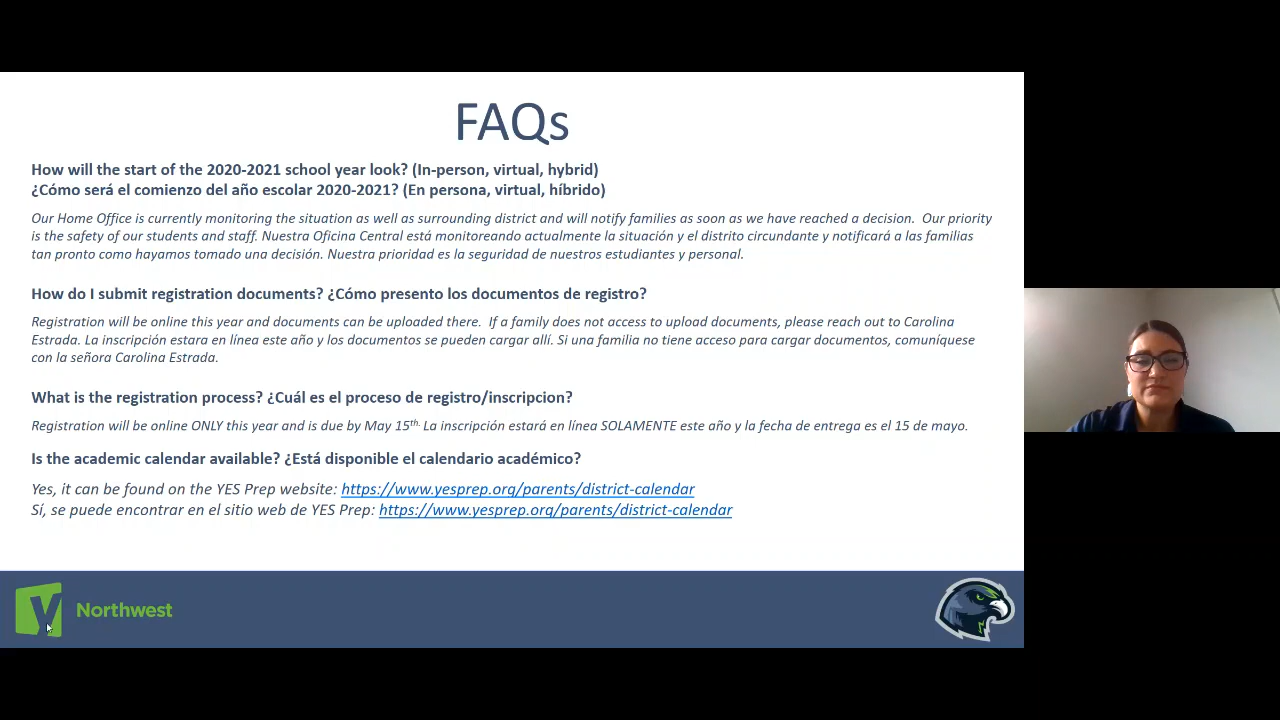 FAQs
How will the start of the 2020-2021 school year look? (In-person, virtual, hybrid)
¿Cómo será el comienzo del año escolar 2020-2021? (En persona, virtual, híbrido)
Our Home Office is currently monitoring the situation as well as surrounding district and will notify families as soon as we have reached a decision. Our priority
is the safety of our students and staff. Nuestra Oficina Central está monitoreando actualmente la situación y el distrito circundante y notificará a las familias
tan pronto como hayamos tomado una decisión. Nuestra prioridad es la seguridad de nuestros estudiantes y personal.
How do I submit registration documents? ¿Cómo presento los documentos de registro?
Registration will be online this year and documents can be uploaded there. If a family does not access to upload documents, please reach out to Carolina
Estrada. La inscripción estara en línea este año y los documentos se pueden cargar allí. Si una familia no tiene acceso para cargar documentos, comuníquese
con la señora Carolina Estrada.
What is the registration process? ¿Cuál es el proceso de registro/inscripcion?
Registration will be online ONLY this year and is due by May 15th. La inscripción estará en línea SOLAMENTE este año y la fecha de entrega es el 15 de mayo.
Is the academic calendar available? ¿Está disponible el calendario académico?
Yes, it can be found on the YES Prep website: https://www.yesprep.org/parents/district-calendar
Sí, se puede encontrar en el sitio web de YES Prep: https://www.yesprep.org/parents/district-calendar
Y Northwest